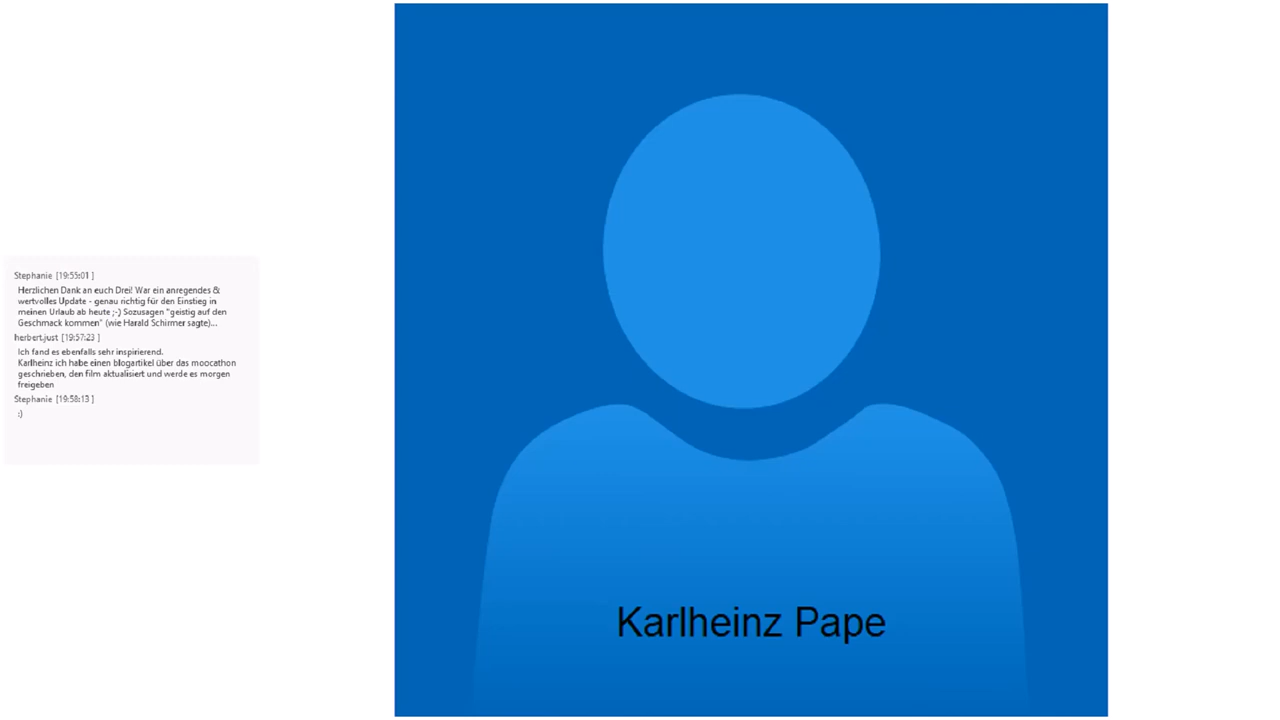 Stephanie [19:55:01 ]
Herzlichen Dank an euch Drei! War ein anregendes &
wertvolles Update - genau richtig für den Einstieg in
meinen Urlaub ab heute ;-) Sozusagen "geistig auf den
Geschmack kommen" (wie Harald Schirmer sagte)...
herbert.just [19:57:23 ]
Ich fand es ebenfalls sehr inspirierend.
Karlheinz ich habe einen blogartikel über das moocathon
geschrieben, den film aktualisiert und werde es morgen
freigeben
Stephanie [19:58:13 ]
:)
Karlheinz Pape